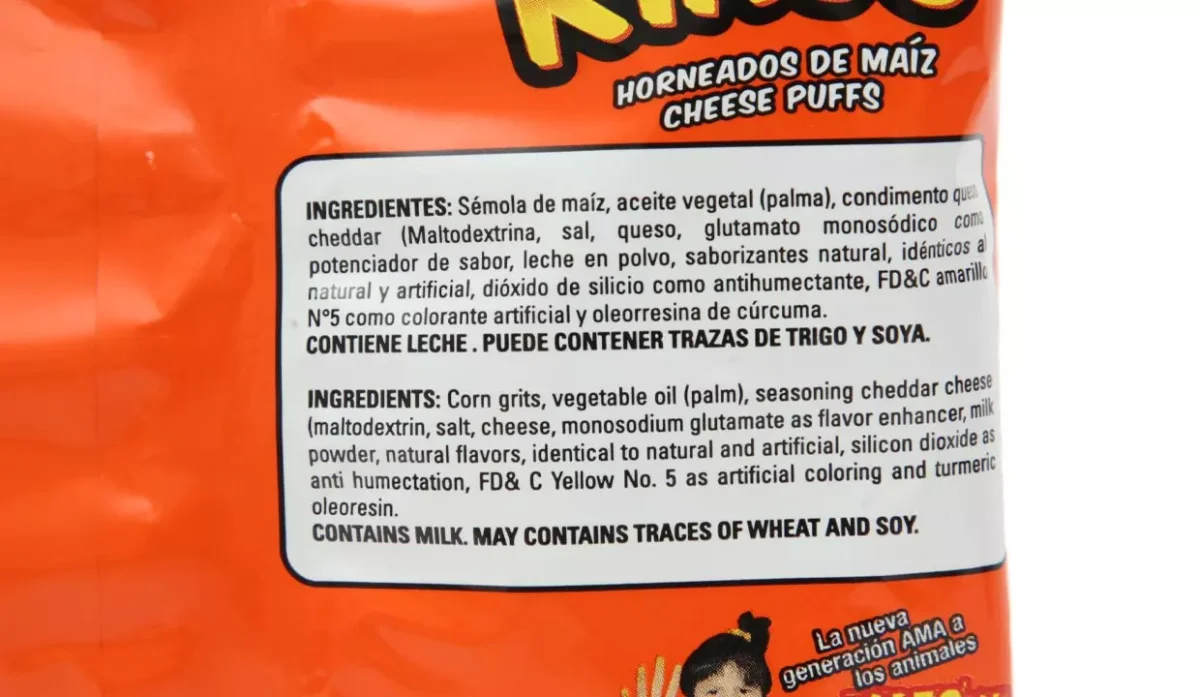 HORNEADOS DE MAÍZ
CHEESE PUFFS
INGREDIENTES: Sémola de maíz, aceite vegetal (palma), condimento queso
cheddar (Maltodextrina, sal, queso, glutamato monosódico como
potenciador de sabor, leche en polvo, saborizantes natural, idénticos al
natural y artificial, dióxido de silicio como antihumectante, FD&C amarillo
N°5 como colorante artificial y oleorresina de cúrcuma.
CONTIENE LECHE . PUEDE CONTENER TRAZAS DE TRIGO Y SOYA.
INGREDIENTS: Corn grits, vegetable oil (palm), seasoning cheddar cheese
(maltodextrin, salt, cheese, monosodium glutamate as flavor enhancer, milk
powder, natural flavors, identical to natural and artificial, silicon dioxide as
anti humectation, FD& C Yellow No. 5 as artificial coloring and turmeric
oleoresin.
CONTAINS MILK. MAY CONTAINS TRACES OF WHEAT AND SOY.
La nueva
generación AMA a
los animales